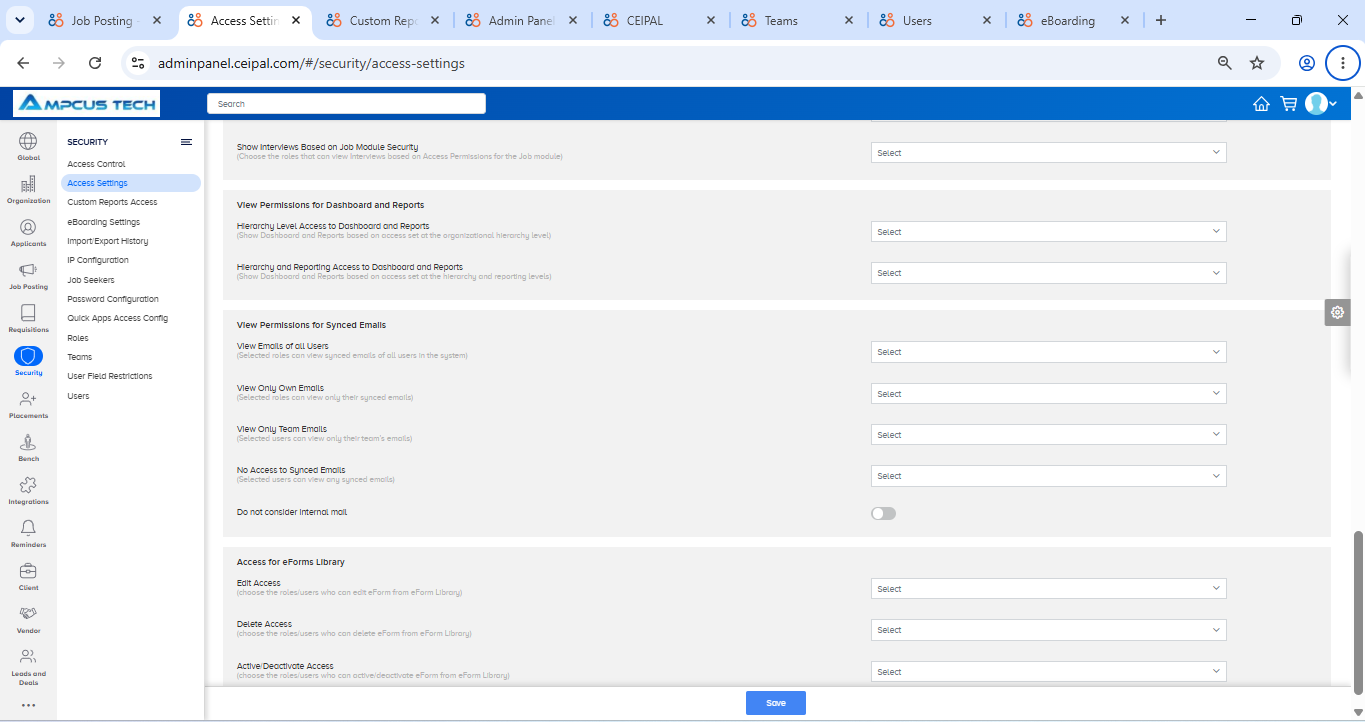 Job Posting -
Access Settin
Custom Repo
Admin Panel
CEIPAL
Teams
Users
eBoarding
adminpanel.ceipal.com/#/security/access-settings
AMPCUS TECH
Search
Global
Organization
Applicants
Job Posting
Requisitions
Security
Placements
Bench
Integrations
Reminders
Client
Vendor
Leads and
Deals
SECURITY
Access Control
Access Settings
Custom Reports Access
eBoarding Settings
Import/Export History
IP Configuration
Job Seekers
Password Configuration
Quick Apps Access Config
Roles
Teams
User Field Restrictions
Users
Show Interviews Based on Job Module Security
(Choose the roles that can view Interviews based on Access Permissions for the Job module)
Select
View Permissions for Dashboard and Reports
Hierarchy Level Access to Dashboard and Reports
(Show Dashboard and Reports based on access set at the organizational hierarchy level)
Select
Hierarchy and Reporting Access to Dashboard and Reports
(Show Dashboard and Reports based on access set at the hierarchy and reporting levels)
Select
View Permissions for Synced Emails
View Emails of all Users
(Selected roles can view synced emails of all users in the system)
Select
View Only Own Emails
(Selected roles can view only their synced emails)
Select
View Only Team Emails
(Selected users can view only their team's emails)
Select
No Access to Synced Emails
(Selected users can view any synced emails)
Select
Do not consider internal mail
Access for eForms Library
Edit Access
(choose the roles/users who can edit eForm from eForm Library)
Select
Delete Access
(choose the roles/users who can delete eForm from eForm Library)
Select
Active/Deactivate Access
(choose the roles/users who can active/deactivate eForm from eForm Library)
Select
Save